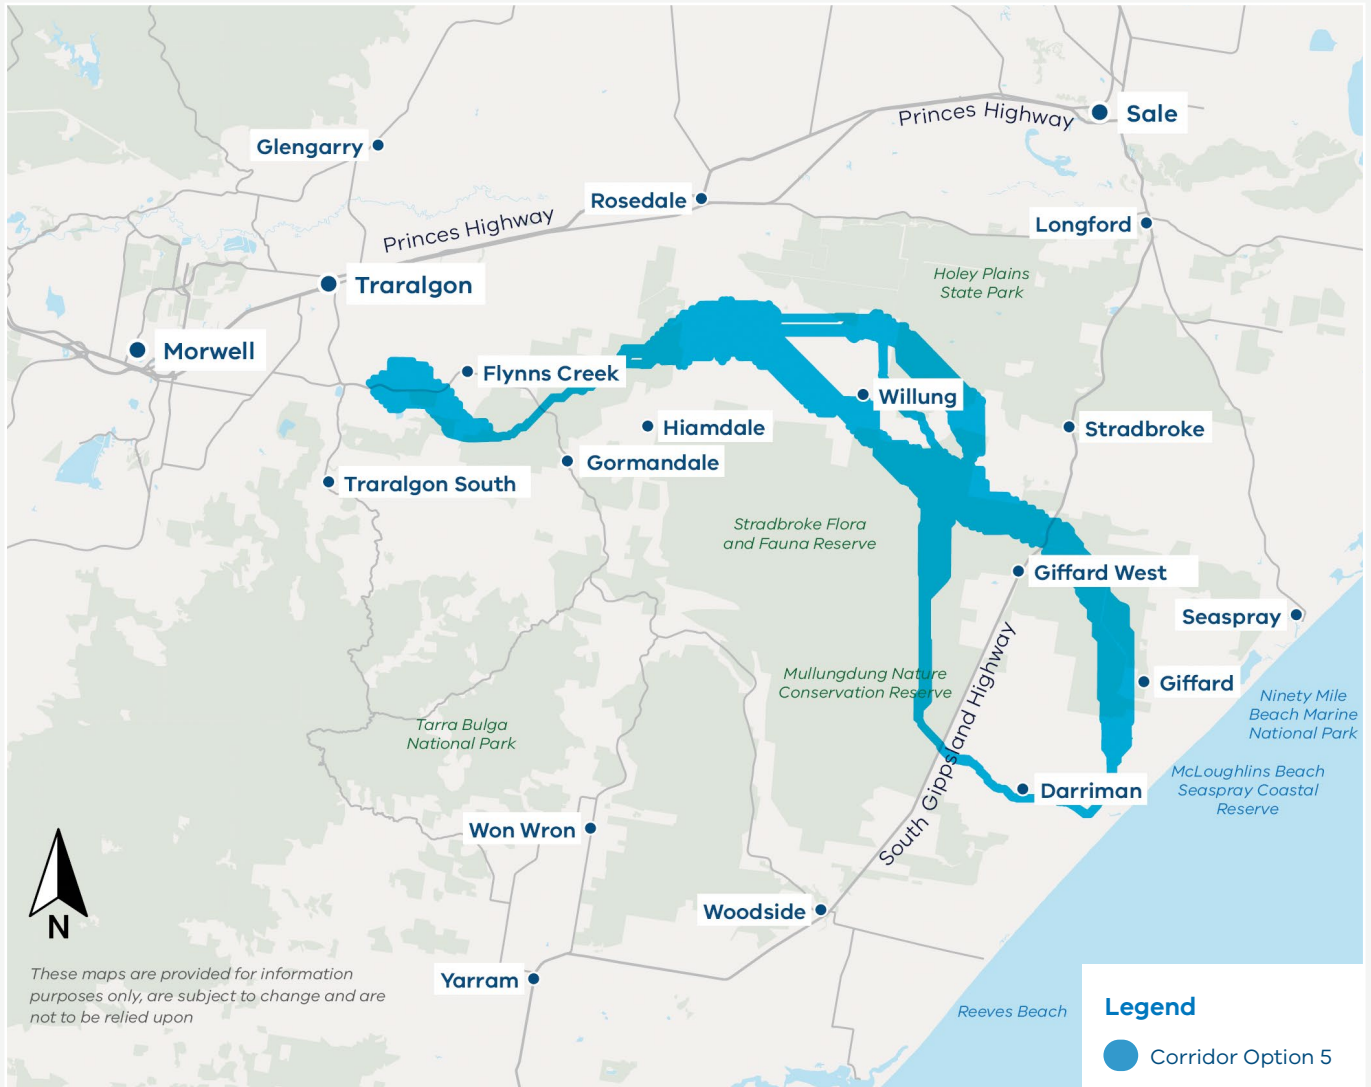 Princes Highway
Sale
Glengarry
Rosedale
Princes Highway
Longford
Traralgon
Holey Plains
State Park
Morwell
Flynns Creek
Willung
Hiamdale
Stradbroke
Gormandale
Traralgon South
Stradbroke Flora
and Fauna Reserve
Giffard West
Seaspray
Mullungdung Nature
Conservation Reserve
Giffard
Ninety Mile
Beach Marine
National Park
Tarra Bulga
National Park
South Gippsland Highway
McLoughlins Beach
Seaspray Coastal
Reserve
Darriman
Won Wron
Woodside
N
These maps are provided for information
purposes only, are subject to change and are
not to be relied upon
Yarram
Reeves Beach
Legend
Corridor Option 5